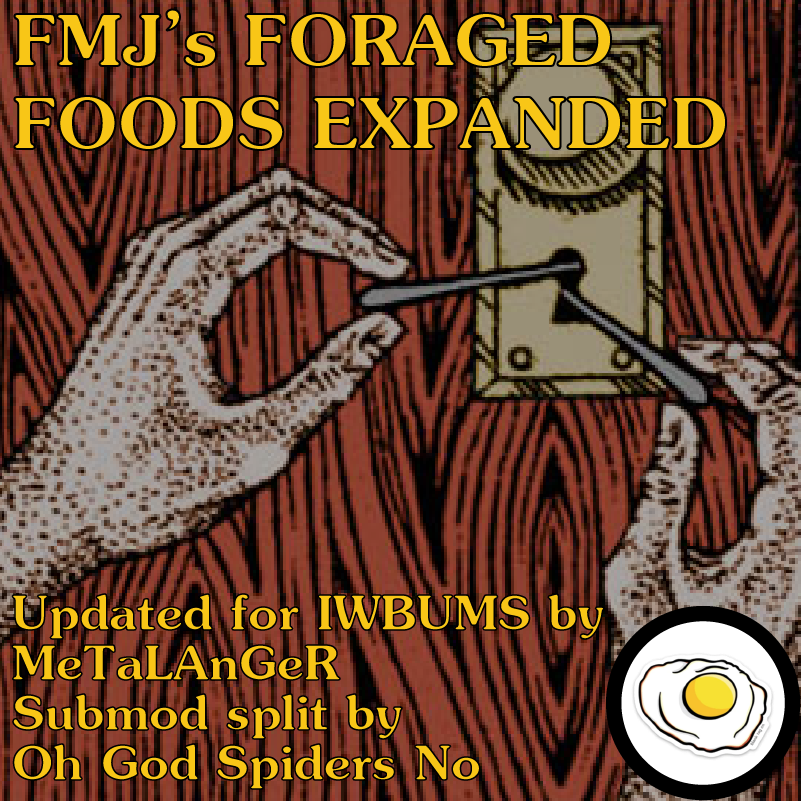 FMJ's FORAGED
FOODS EXPANDED
Updated for IWBUMS by
MeTaLAnGeR
Submod split by
Oh God Spiders No